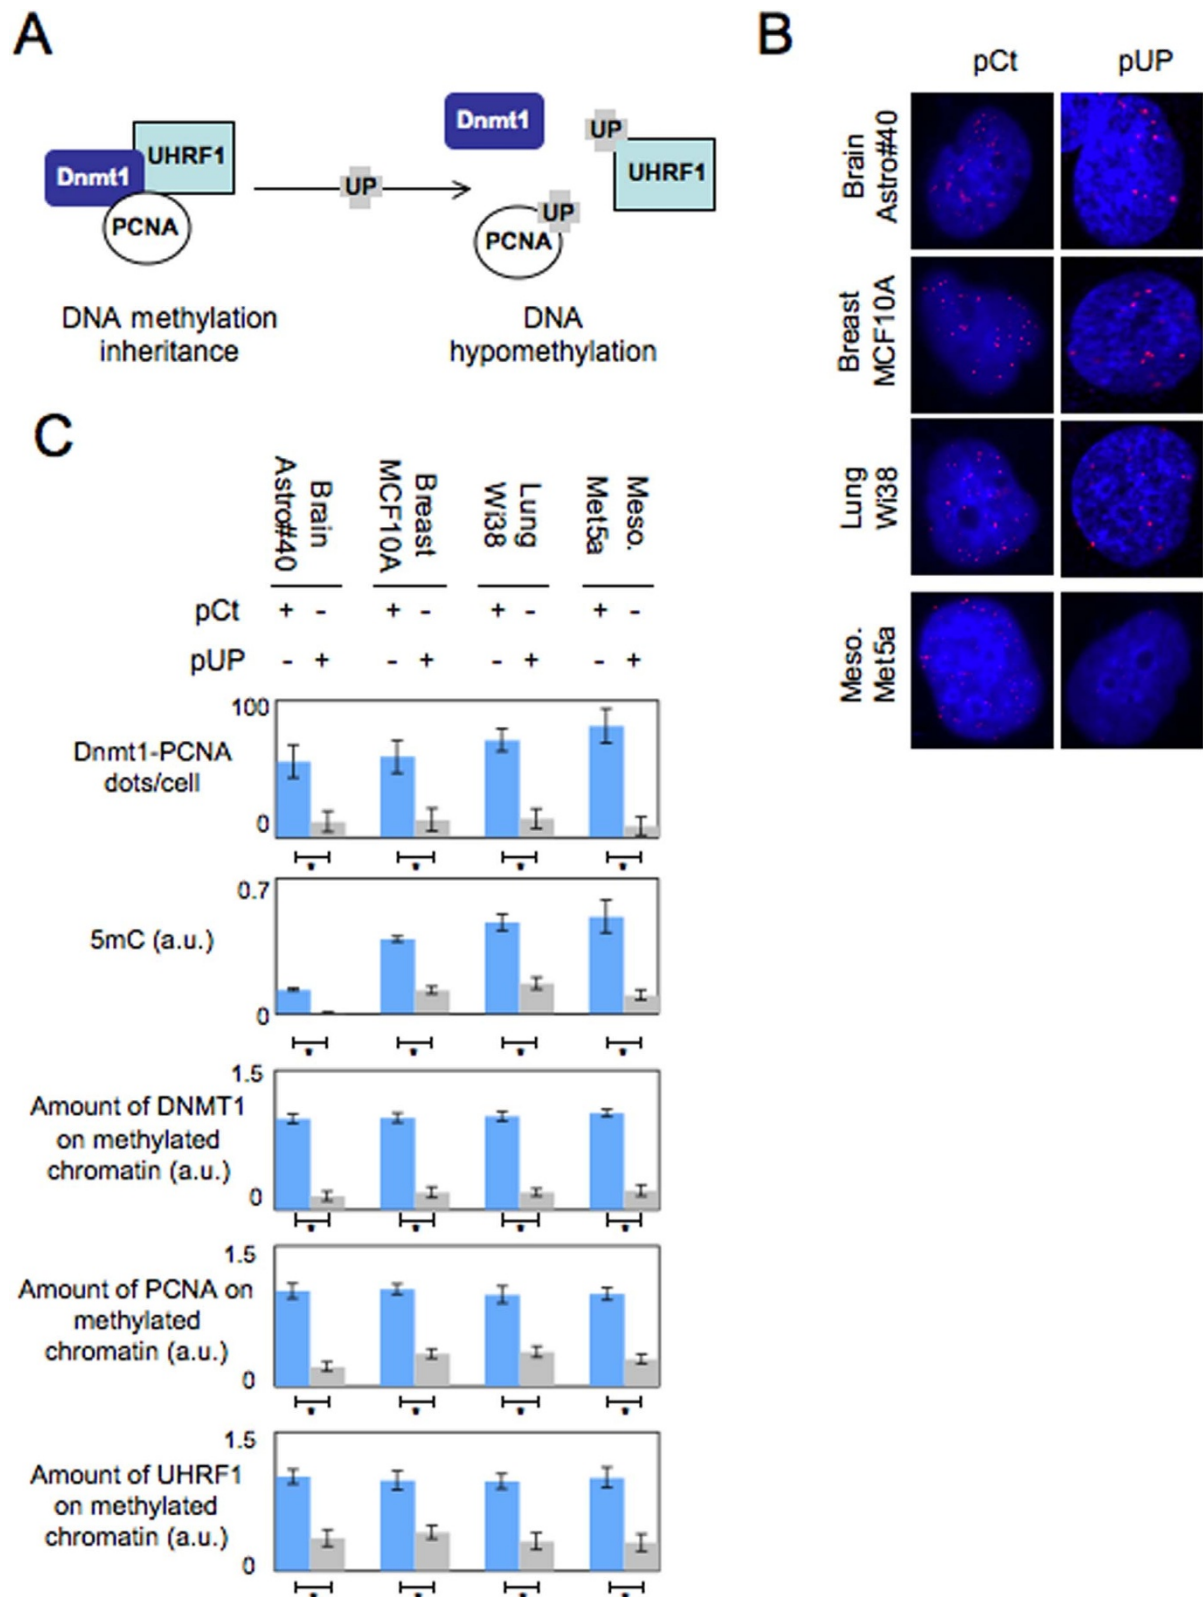 A
Dnmt1
UHRF1
PCNA
UP
Dnmt1
UP
UHRF1
UP
PCNA
DNA methylation
inheritance
DNA
hypomethylation
B
pCt
pUP
Brain
Astro#40
Breast
MCF10A
Lung
Wi38
Meso.
Met5a
C
Brain
Astro#40
Breast
MCF10A
Lung
Wi38
Meso.
Met5a
pCt + - + - + - + -
pUP - + - + - + - +
100
Dnmt1-PCNA
dots/cell
0
0.7
5mC (a.u.)
0
1.5
Amount of DNMT1
on methylated
chromatin (a.u.)
0
1.5
Amount of PCNA on
methylated
chromatin (a.u.)
0
1.5
Amount of UHRF1
on methylated
chromatin (a.u.)
0